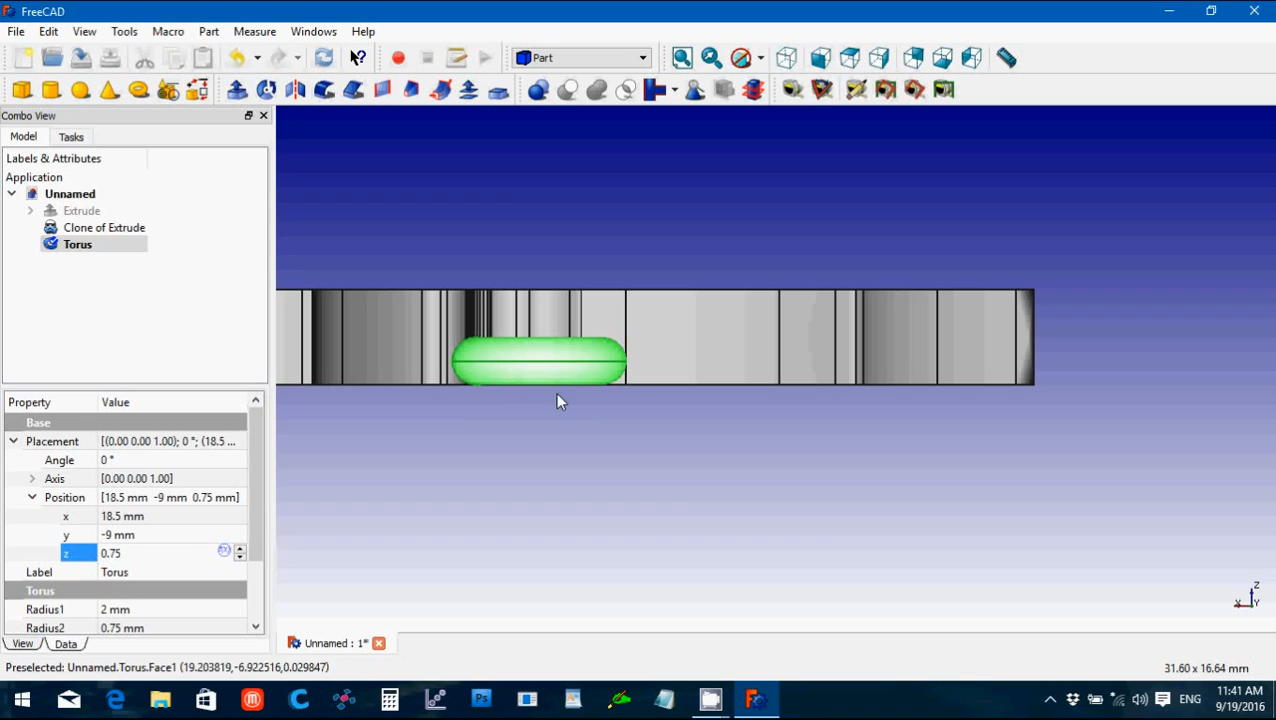 FreeCAD
File Edit View Tools Macro Part Measure Windows Help
Part
Combo View
Model Tasks
Labels & Attributes
Application
Unnamed
Extrude
Clone of Extrude
Torus
Property Value
Base
Placement [(0.00 0.00 1.00); 0 °; (18.5 ...
Angle 0 °
Axis [0.00 0.00 1.00]
Position [18.5 mm -9 mm 0.75 mm]
x 18.5 mm
y -9 mm
z 0.75
Label Torus
Torus
Radius1 2 mm
Radius2 0.75 mm
View Data
Unnamed : 1*
Z
X Y
Preselected: Unnamed.Torus.Face1 (19.203819,-6.922516,0.029847)
31.60 x 16.64 mm
ENG
11:41 AM
9/19/2016